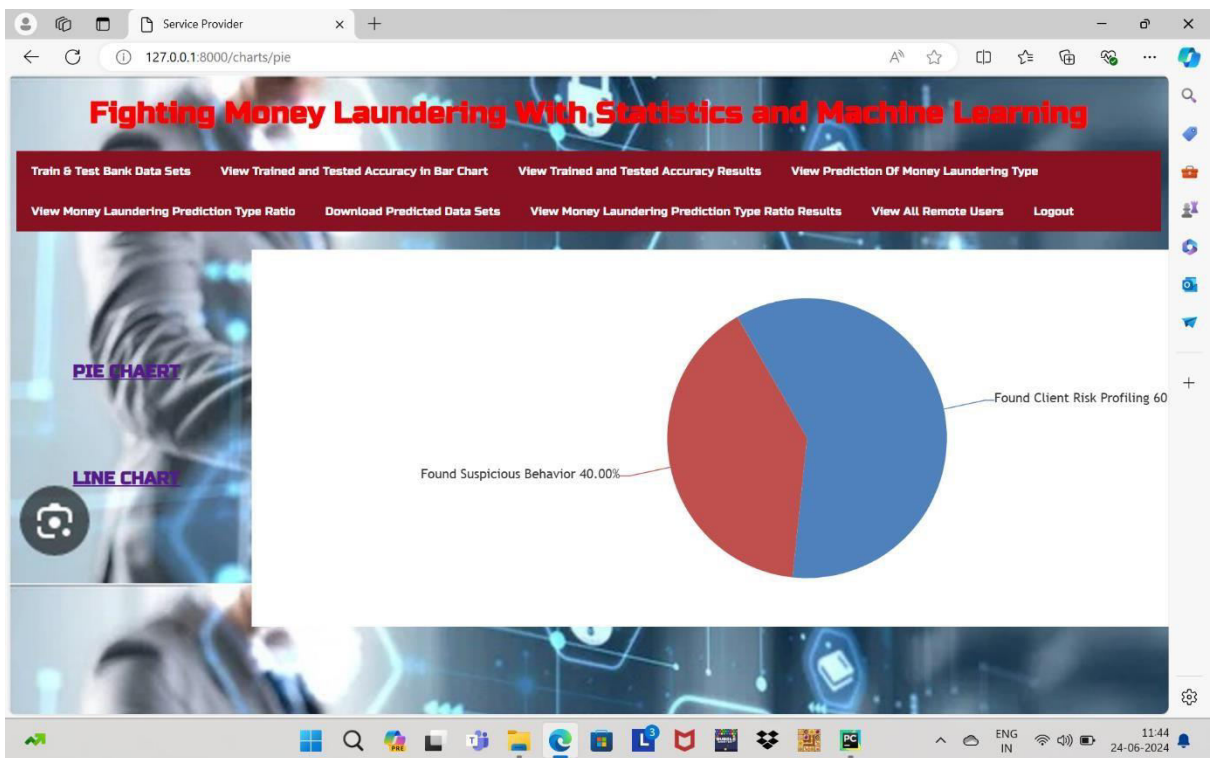 Service Provider
127.0.0.1:8000/charts/pie
Fighting Money Laundering With Statistics and Machine Learning
Train & Test Bank Data Sets View Trained and Tested Accuracy in Bar Chart View Trained and Tested Accuracy Results View Prediction Of Money Laundering Type
View Money Laundering Prediction Type Ratio Download Predicted Data Sets View Money Laundering Prediction Type Ratio Results View All Remote Users Logout
PIE CHAERT
Found Client Risk Profiling 60
Found Suspicious Behavior 40.00%
LINE CHART
PRE
3
PC
ENG
IN
11:44
24-06-2024